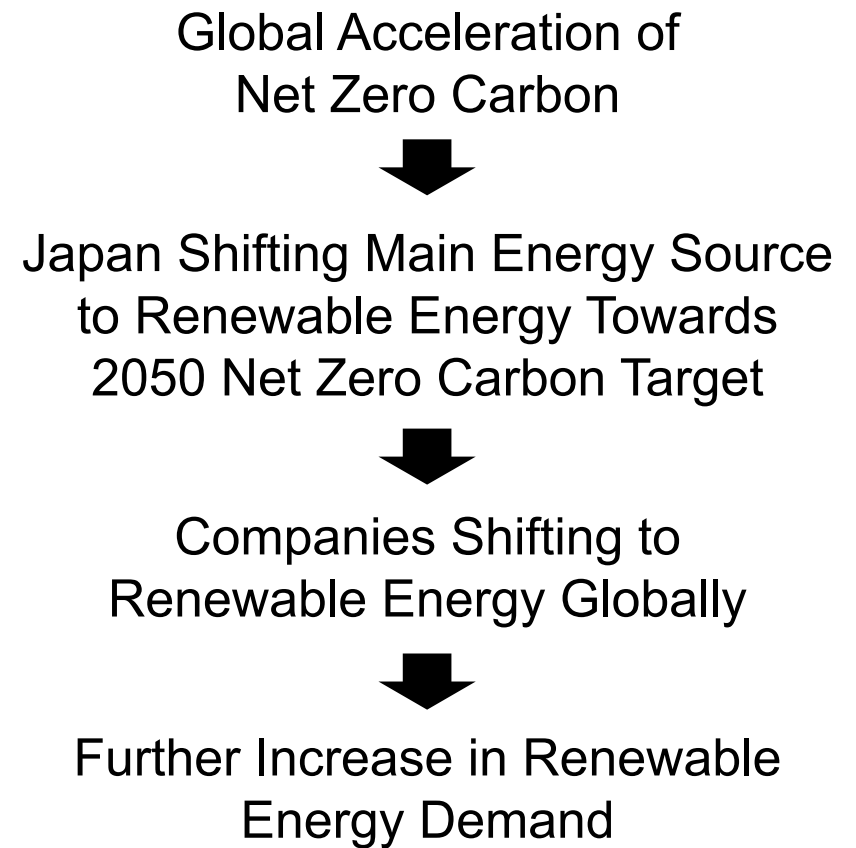 Global Acceleration of
Net Zero Carbon
Japan Shifting Main Energy Source
to Renewable Energy Towards
2050 Net Zero Carbon Target
Companies Shifting to
Renewable Energy Globally
Further Increase in Renewable
Energy Demand